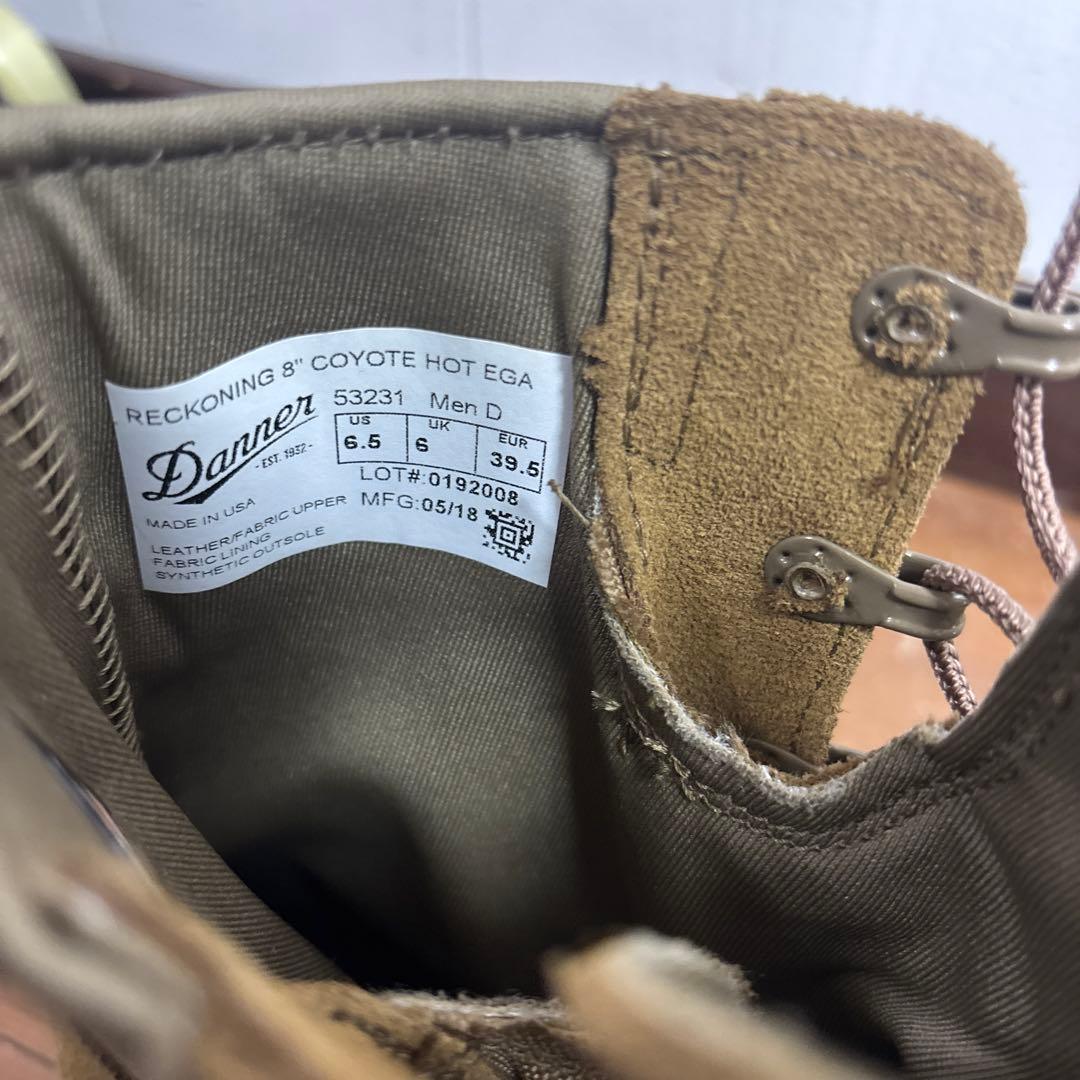 RECKONING 8" COYOTE HOT EGA
Danner
- EST. 1932 -
53231 Men D
US UK EUR
6.5 6 39.5
LOT#:0192008
MFG:05/18
MADE IN USA
LEATHER/FABRIC UPPER
FABRIC LINING
SYNTHETIC OUTSOLE